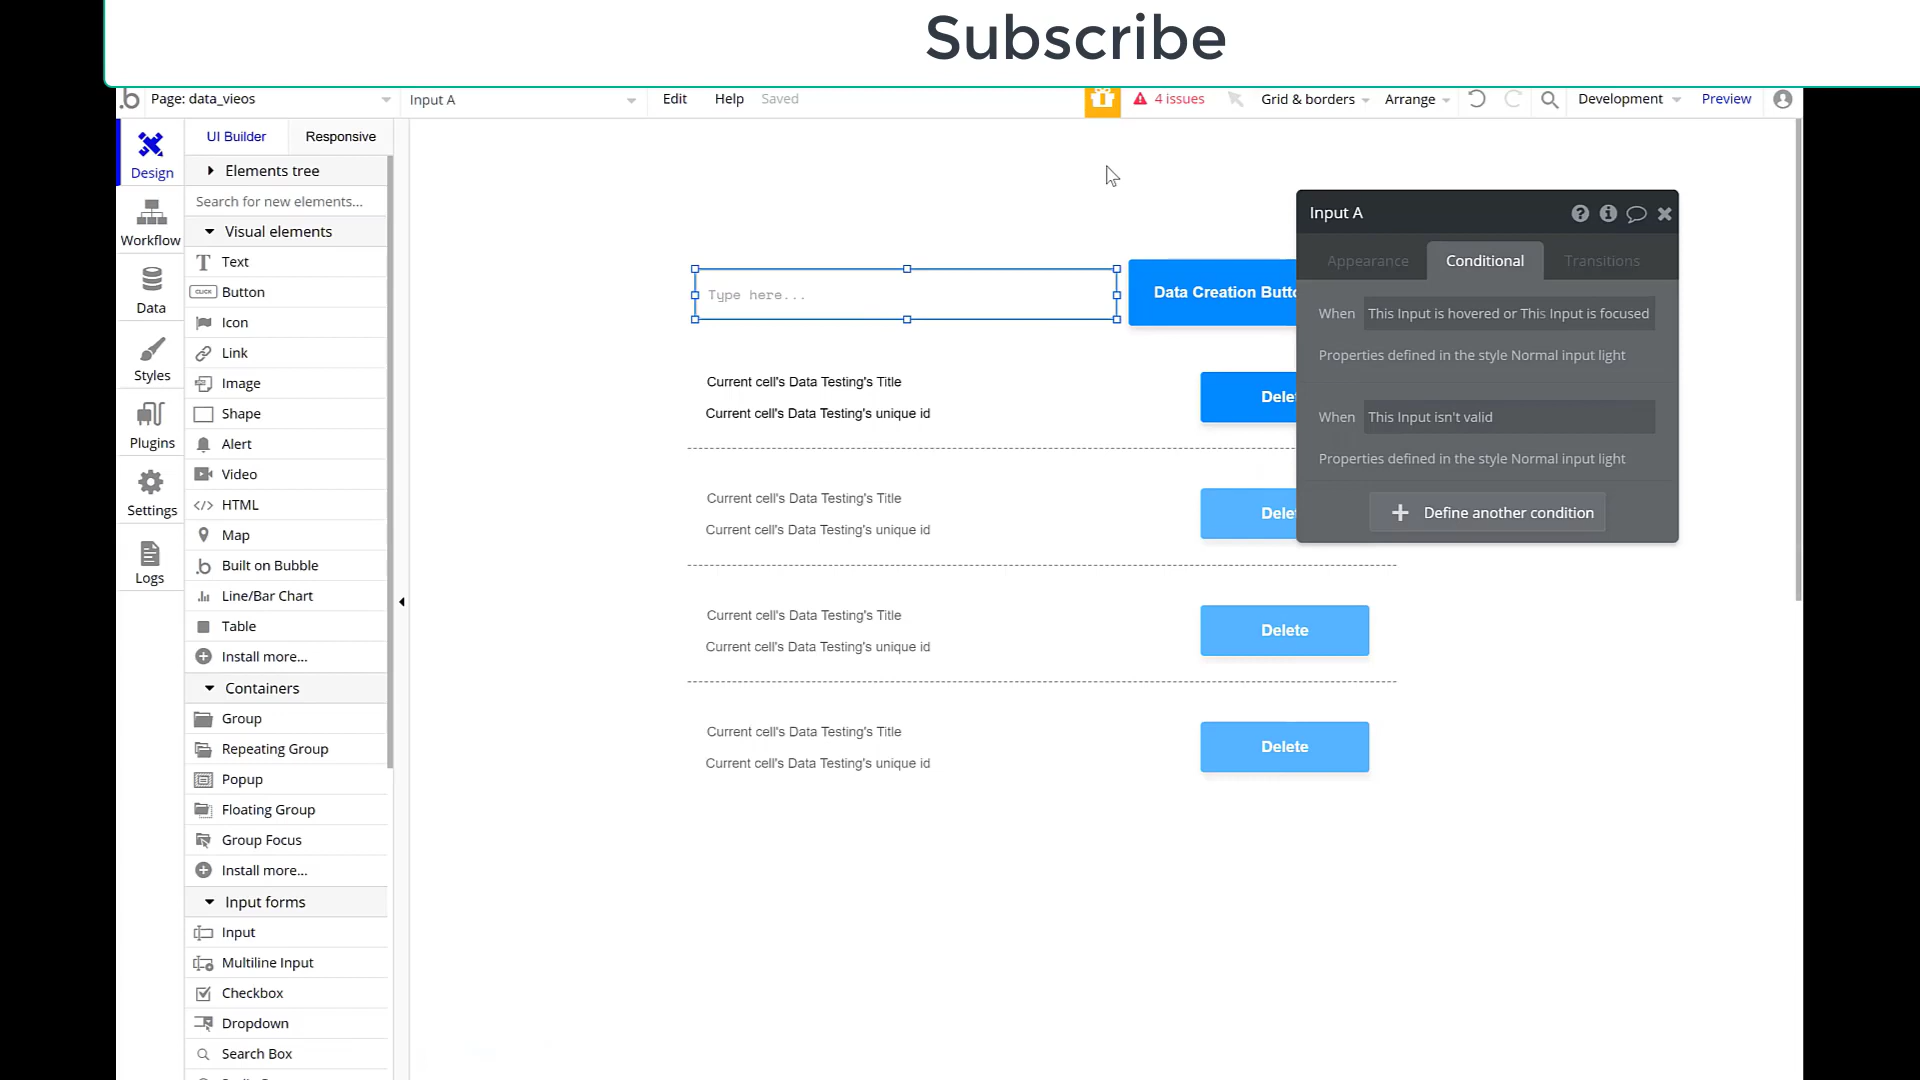 Subscribe
Page: data_vieos
Input A
Edit
Help
Saved
4 issues
Grid & borders
Arrange
Development
Preview
Design
Workflow
Data
Styles
Plugins
Settings
Logs
UI Builder
Responsive
Elements tree
Search for new elements...
Visual elements
Text
CLICK
Button
Icon
Link
Image
Shape
Alert
Video
HTML
Map
Built on Bubble
Line/Bar Chart
Table
Install more...
Containers
Group
Repeating Group
Popup
Floating Group
Group Focus
Install more...
Input forms
Input
Multiline Input
Checkbox
Dropdown
Search Box
Type here...
Data Creation Butto
Current cell's Data Testing's Title
Current cell's Data Testing's unique id
Delet
Current cell's Data Testing's Title
Current cell's Data Testing's unique id
Delet
Current cell's Data Testing's Title
Current cell's Data Testing's unique id
Delete
Current cell's Data Testing's Title
Current cell's Data Testing's unique id
Delete
Input A
Appearance
Conditional
Transitions
When This Input is hovered or This Input is focused
Properties defined in the style Normal input light
When This Input isn't valid
Properties defined in the style Normal input light
Define another condition